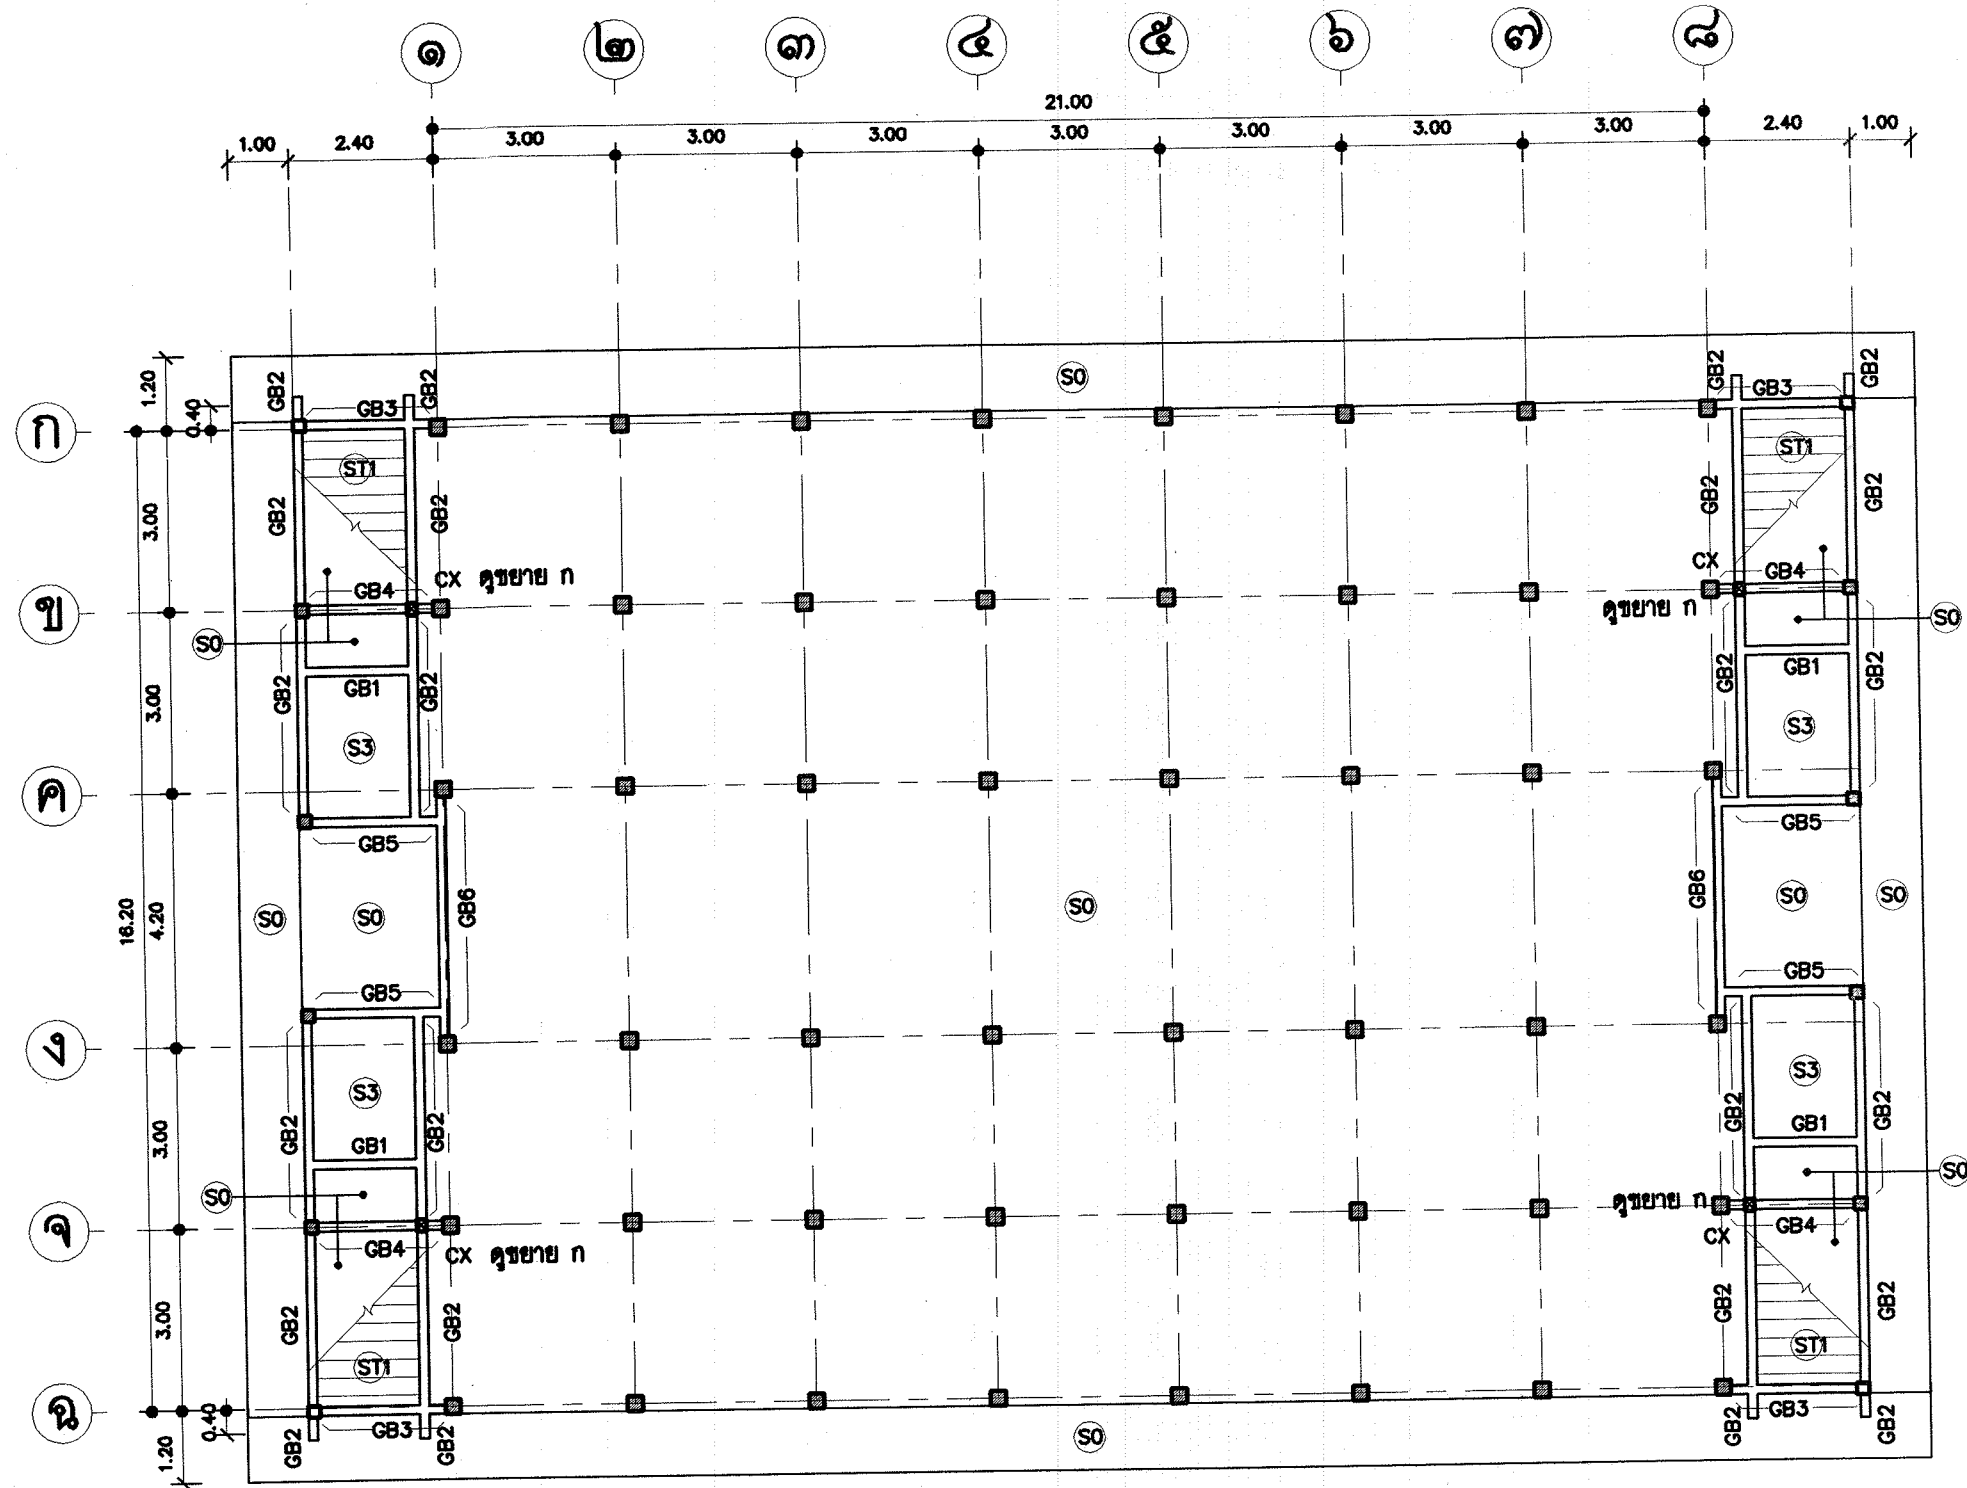 ๑ ๒ ๓ ๔ ๕ ๖ ๗ ๘
21.00
1.00 2.40 3.00 3.00 3.00 3.00 3.00 3.00 3.00 2.40 1.00
1.20 GB2 GB2 S0 GB2 GB2
ก 0.40 GB3 GB3
ST1 ST1
3.00 GB2 GB2 GB2 GB2
CX ดูขยาย ก CX
ข GB4 GB4
ดูขยาย ก
S0 S0
3.00 GB2 GB1 GB2 GB2 GB1 GB2
S3 S3
ค
GB5 GB5
16.20 4.20 S0 S0 GB6 S0 GB6 S0 S0
GB5 GB5
ง
S3 S3
3.00 GB2 GB1 GB2 GB2 GB1 GB2
S0 S0
ดูขยาย ก
จ GB4 GB4
CX ดูขยาย ก CX
3.00 GB2 GB2 GB2 GB2
ST1 ST1
ฉ 0.40 GB3 GB3
1.20 GB2 GB2 S0 GB2 GB2